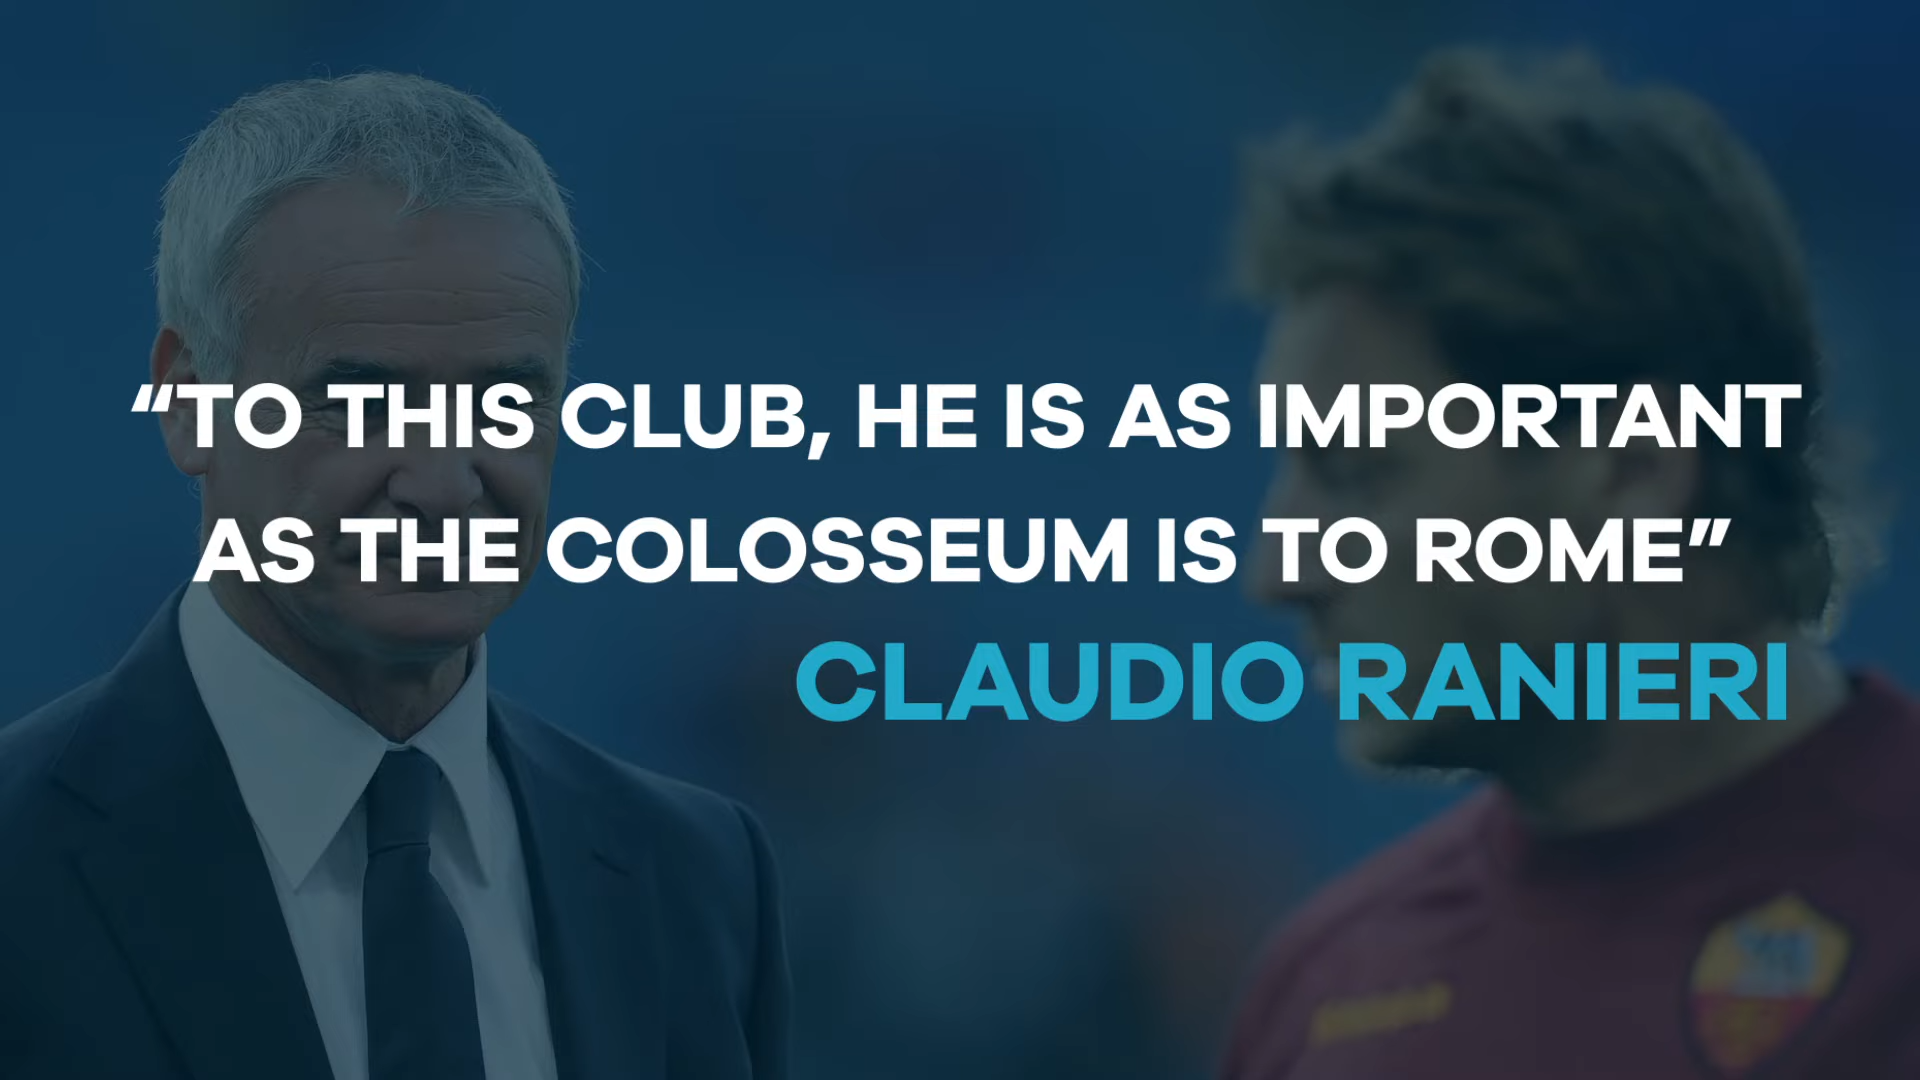 “TO THIS CLUB, HE IS AS IMPORTANT
AS THE COLOSSEUM IS TO ROME”
CLAUDIO RANIERI